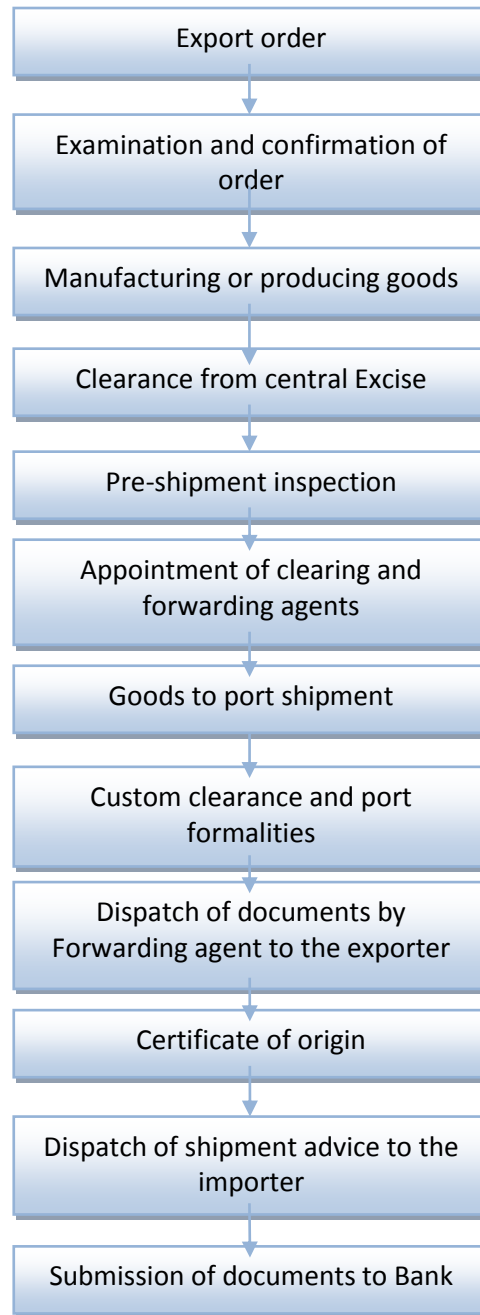 Export order
Examination and confirmation of
order
Manufacturing or producing goods
Clearance from central Excise
Pre-shipment inspection
Appointment of clearing and
forwarding agents
Goods to port shipment
Custom clearance and port
formalities
Dispatch of documents by
Forwarding agent to the exporter
Certificate of origin
Dispatch of shipment advice to the
importer
Submission of documents to Bank